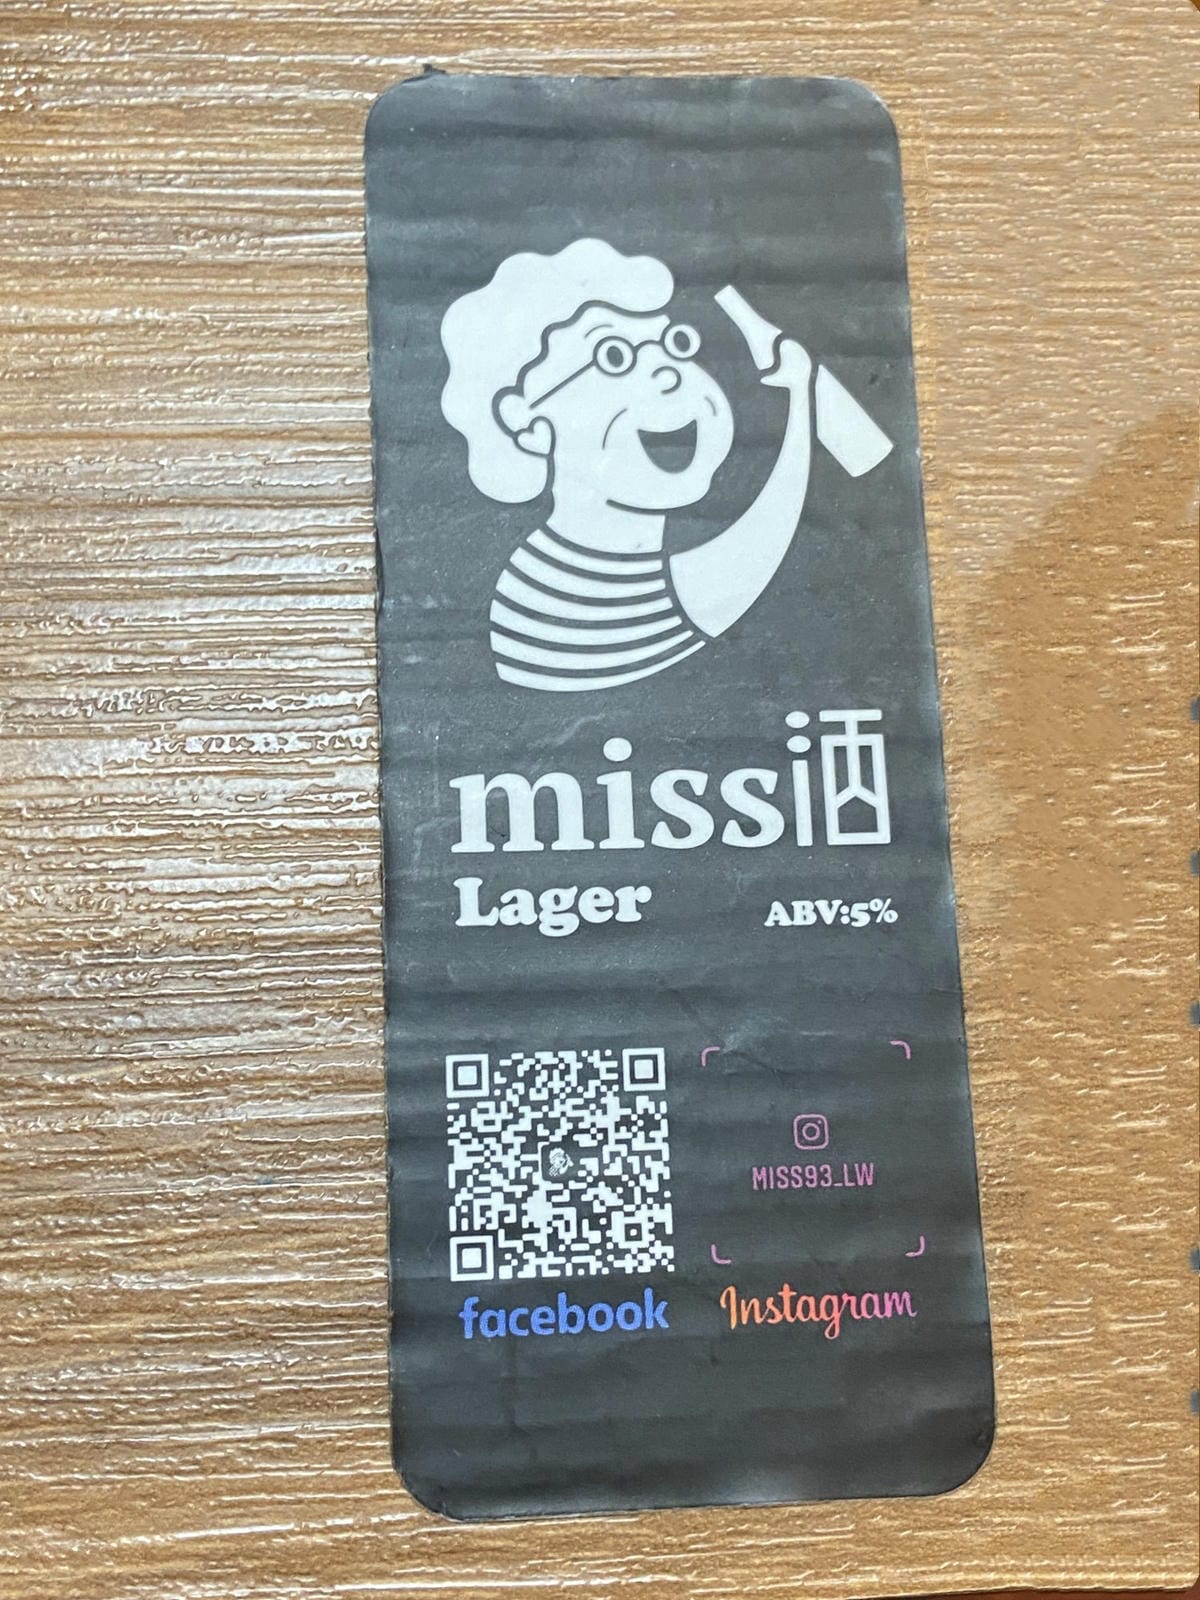 miss酒
Lager ABV:5%
MISS93_LW
facebook Instagram